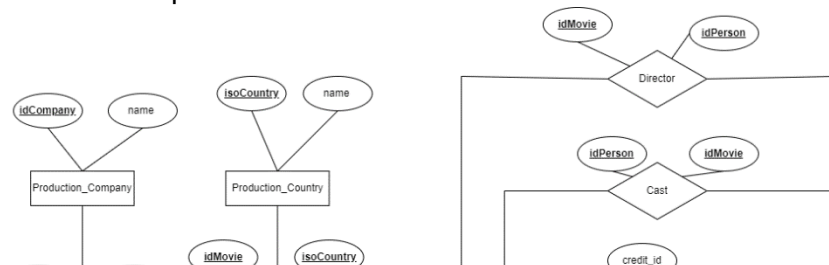 idMovie
idPerson
Director
isoCountry
name
idCompany
name
idPerson
idMovie
Production_Company
Production_Country
Cast
idMovie
isoCountry
credit_id